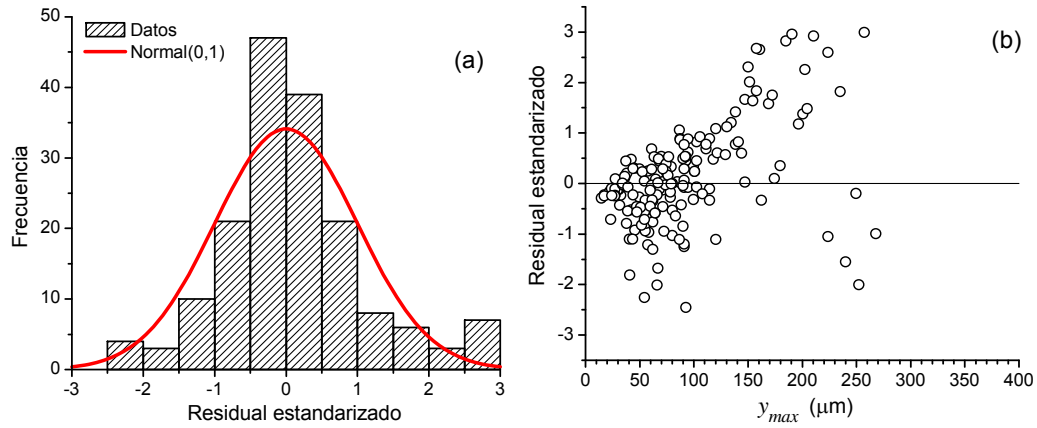 Datos
Normal(0,1)
(a)
Frecuencia
50
40
30
20
10
0
-3 -2 -1 0 1 2 3
Residual estandarizado
(b)
Residual estandarizado
3
2
1
0
-1
-2
-3
0 50 100 150 200 250 300 350 400
y_max (μm)